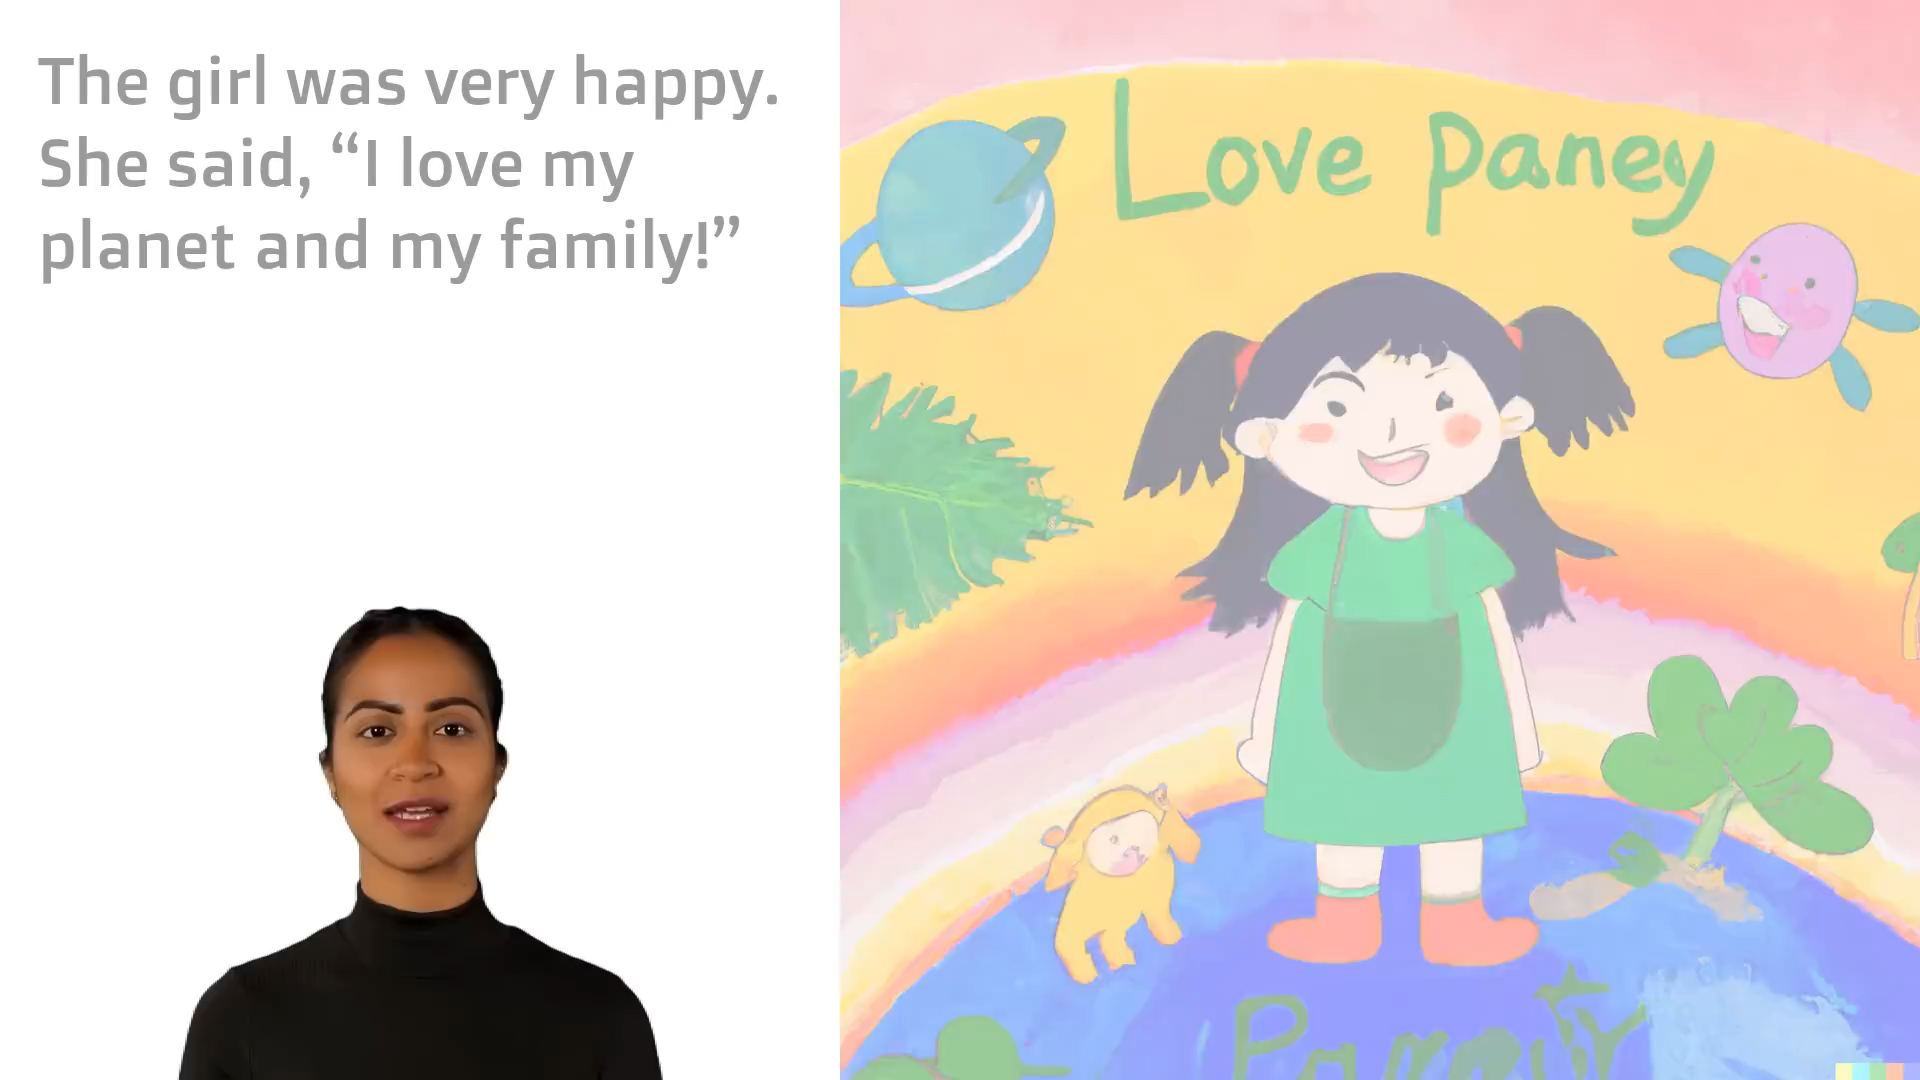 The girl was very happy.
She said, “I love my
planet and my family!”
Love paney